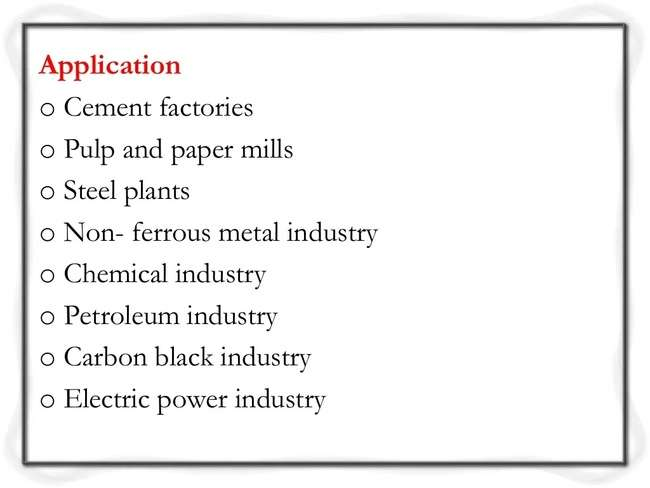 Application
o Cement factories
o Pulp and paper mills
o Steel plants
o Non- ferrous metal industry
o Chemical industry
o Petroleum industry
o Carbon black industry
o Electric power industry